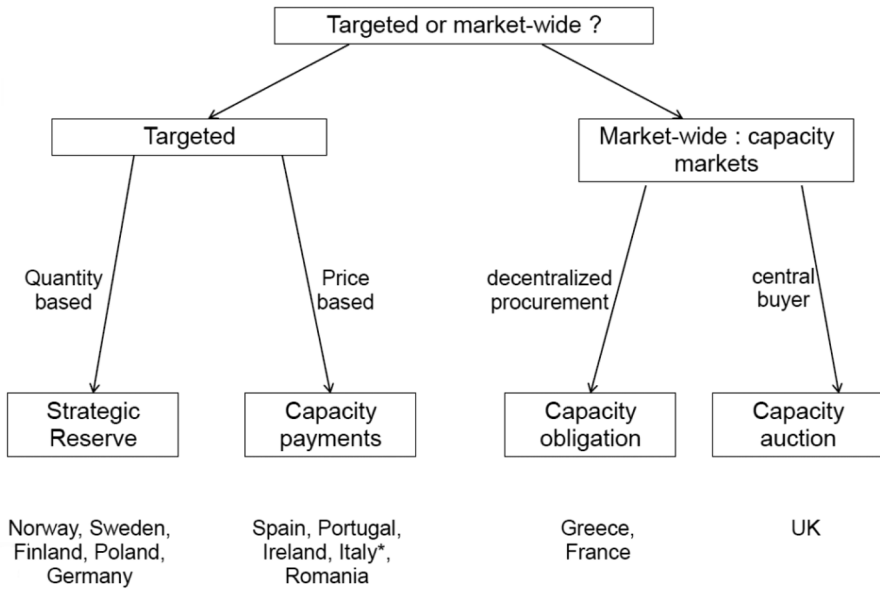 Targeted or market-wide ?
Targeted
Market-wide : capacity
markets
Quantity
based
Price
based
decentralized
procurement
central
buyer
Strategic
Reserve
Capacity
payments
Capacity
obligation
Capacity
auction
Norway, Sweden,
Finland, Poland,
Germany
Spain, Portugal,
Ireland, Italy*,
Romania
Greece,
France
UK